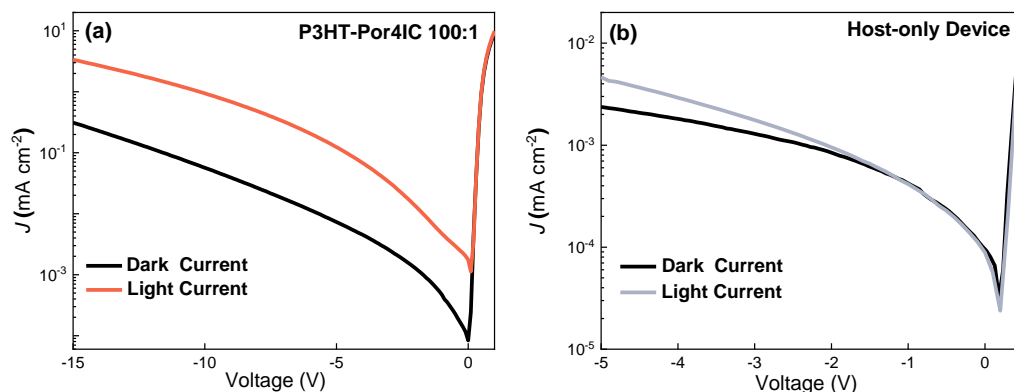 (a)
P3HT-Por4IC 100:1
10^1
10^-1
10^-3
J (mA cm^-2)
Dark Current
Light Current
-15
-10
-5
0
Voltage (V)
(b)
Host-only Device
10^-2
10^-3
10^-4
10^-5
J (mA cm^-2)
Dark Current
Light Current
-5
-4
-3
-2
-1
0
Voltage (V)